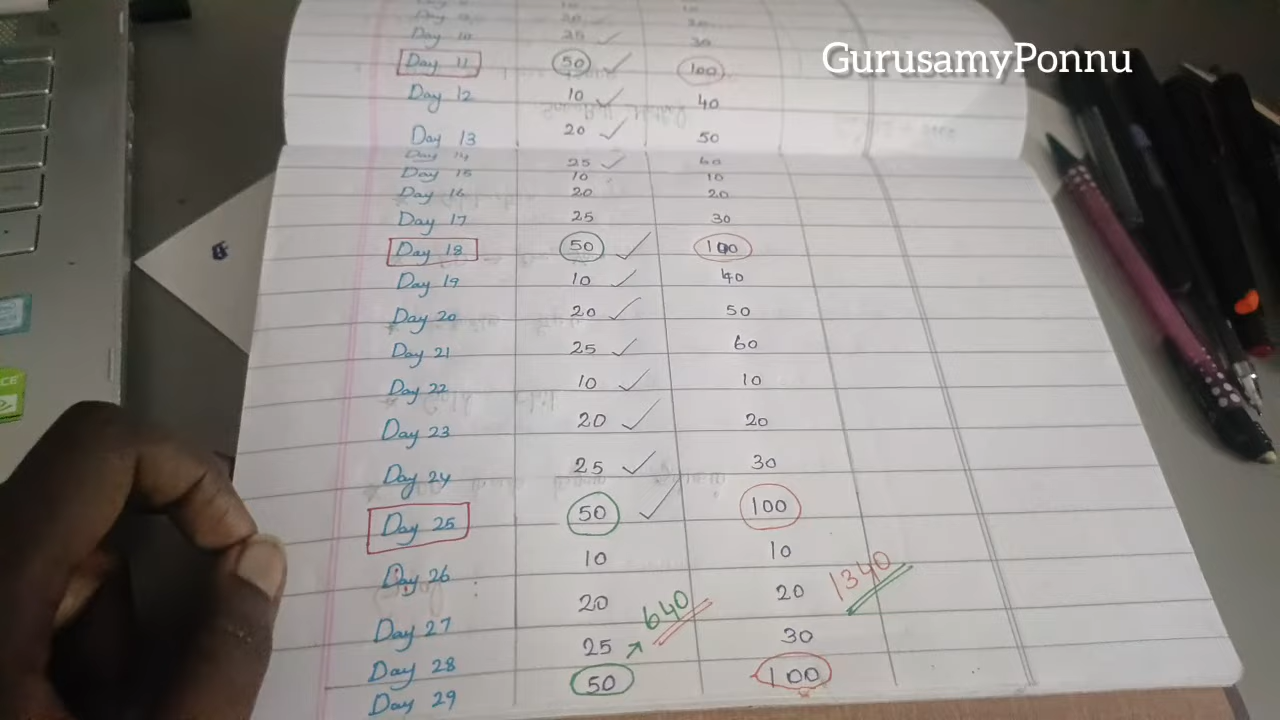 GurusamyPonnu
Day 10 25 30
Day 11 50 100
Day 12 10 40
Day 13 20 50
Day 14 25 60
Day 15 10 10
Day 16 20 20
Day 17 25 30
Day 18 50 100
Day 19 10 40
Day 20 20 50
Day 21 25 60
Day 22 10 10
Day 23 20 20
Day 24 25 30
Day 25 50 100
Day 26 10 10
Day 27 20 640 20 1340
Day 28 25 30
Day 29 50 100